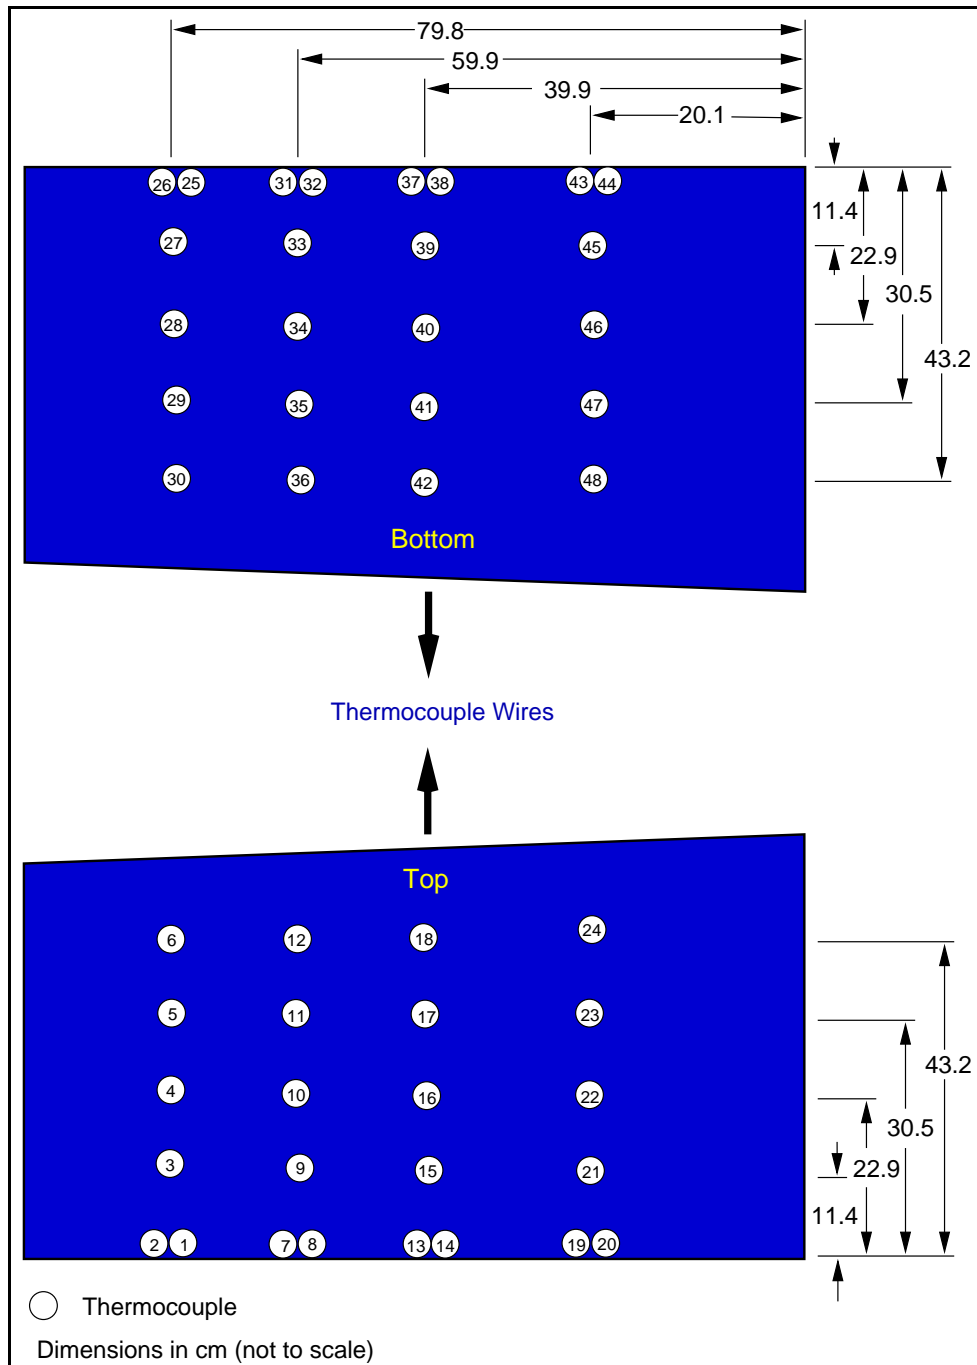 79.8
59.9
39.9
20.1
26 25 31 32 37 38 43 44
11.4
27 33 39 45
22.9
30.5
28 34 40 46
43.2
29 35 41 47
30 36 42 48
Bottom
Thermocouple Wires
Top
6 12 18 24
5 11 17 23
43.2
4 10 16 22
30.5
3 9 15 21
22.9
11.4
2 1 7 8 13 14 19 20
Thermocouple
Dimensions in cm (not to scale)